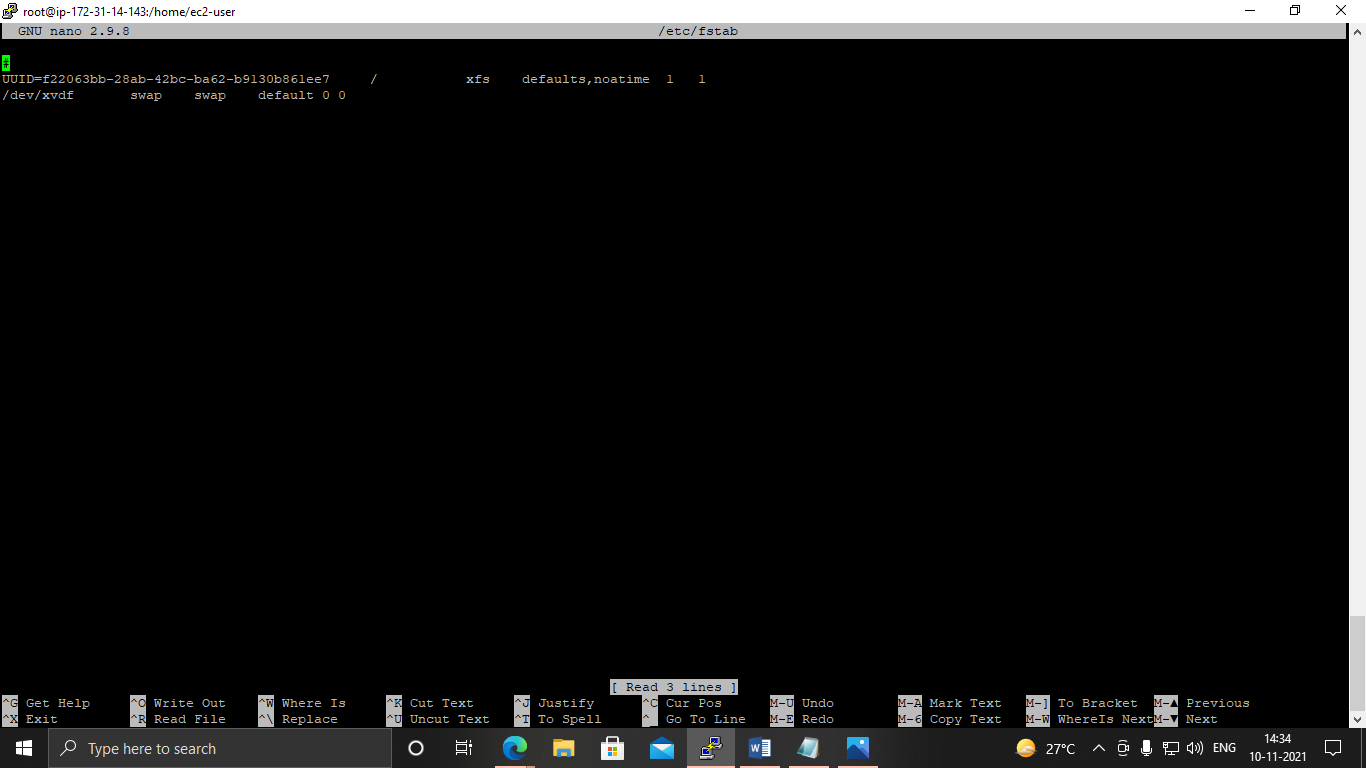 root@ip-172-31-14-143:/home/ec2-user
GNU nano 2.9.8 /etc/fstab
#
UUID=f22063bb-28ab-42bc-ba62-b9130b861ee7 / xfs defaults,noatime 1 1
/dev/xvdf swap swap default 0 0
[ Read 3 lines ]
^G Get Help ^O Write Out ^W Where Is ^K Cut Text ^J Justify ^C Cur Pos M-U Undo M-A Mark Text M-] To Bracket M-▲ Previous
^X Exit ^R Read File ^\ Replace ^U Uncut Text ^T To Spell ^_ Go To Line M-E Redo M-6 Copy Text M-W WhereIs Next M-▼ Next
Type here to search 27°C ENG 14:34
10-11-2021